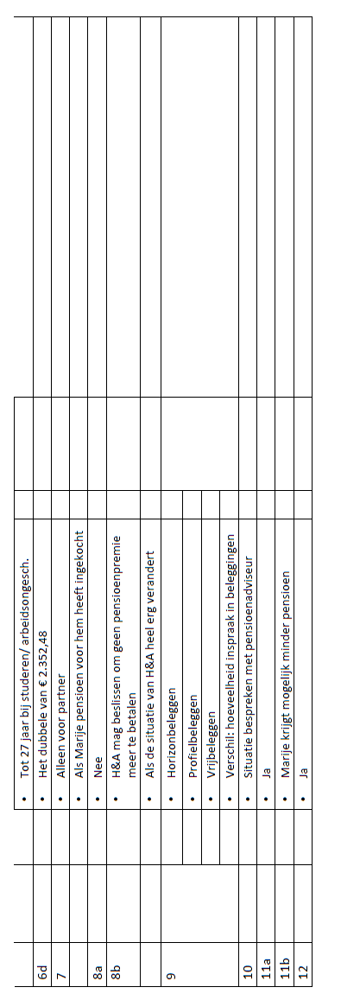 • Tot 27 jaar bij studeren/ arbeidsongesch.
6d • Het dubbele van € 2.352,48
7 • Alleen voor partner
• Als Marije pensioen voor hem heeft ingekocht
8a • Nee
8b • H&A mag beslissen om geen pensioenpremie
meer te betalen
• Als de situatie van H&A heel erg verandert
9 • Horizonbeleggen
• Profielbeleggen
• Vrijbeleggen
• Verschil: hoeveelheid inspraak in beleggingen
10 • Situatie bespreken met pensioenadviseur
11a • Ja
11b • Marije krijgt mogelijk minder pensioen
12 • Ja